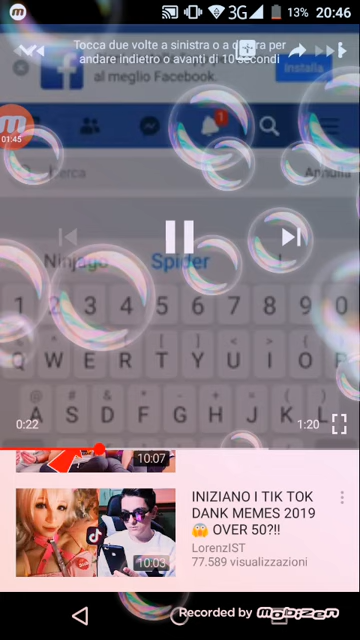 3G 13% 20:46
Tocca due volte a sinistra o a destra per
andare indietro o avanti di 10 secondi
Installa
al meglio Facebook.
01:45
1
Cerca
Annulla
Ninjago Spider I
1 2 3 4 5 6 7 8 9 0
Q W E R T Y U I O P
@ # & * - + ( )
A S D F G H J K L
0:22
1:20
10:07
INIZIANO I TIK TOK
DANK MEMES 2019
😱 OVER 50?!!
LorenzIST
77.589 visualizzazioni
10:03
Recorded by mobizen